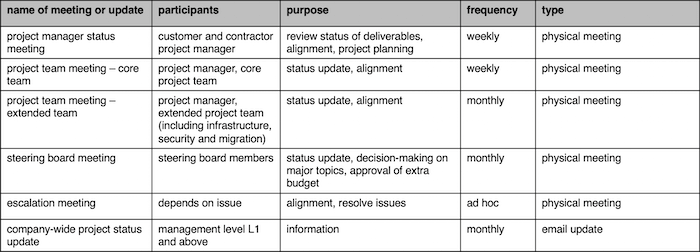 name of meeting or update participants purpose frequency type
project manager status meeting customer and contractor project manager review status of deliverables, alignment, project planning weekly physical meeting
project team meeting – core team project manager, core project team status update, alignment weekly physical meeting
project team meeting – extended team project manager, extended project team (including infrastructure, security and migration) status update, alignment monthly physical meeting
steering board meeting steering board members status update, decision-making on major topics, approval of extra budget monthly physical meeting
escalation meeting depends on issue alignment, resolve issues ad hoc physical meeting
company-wide project status update management level L1 and above information monthly email update